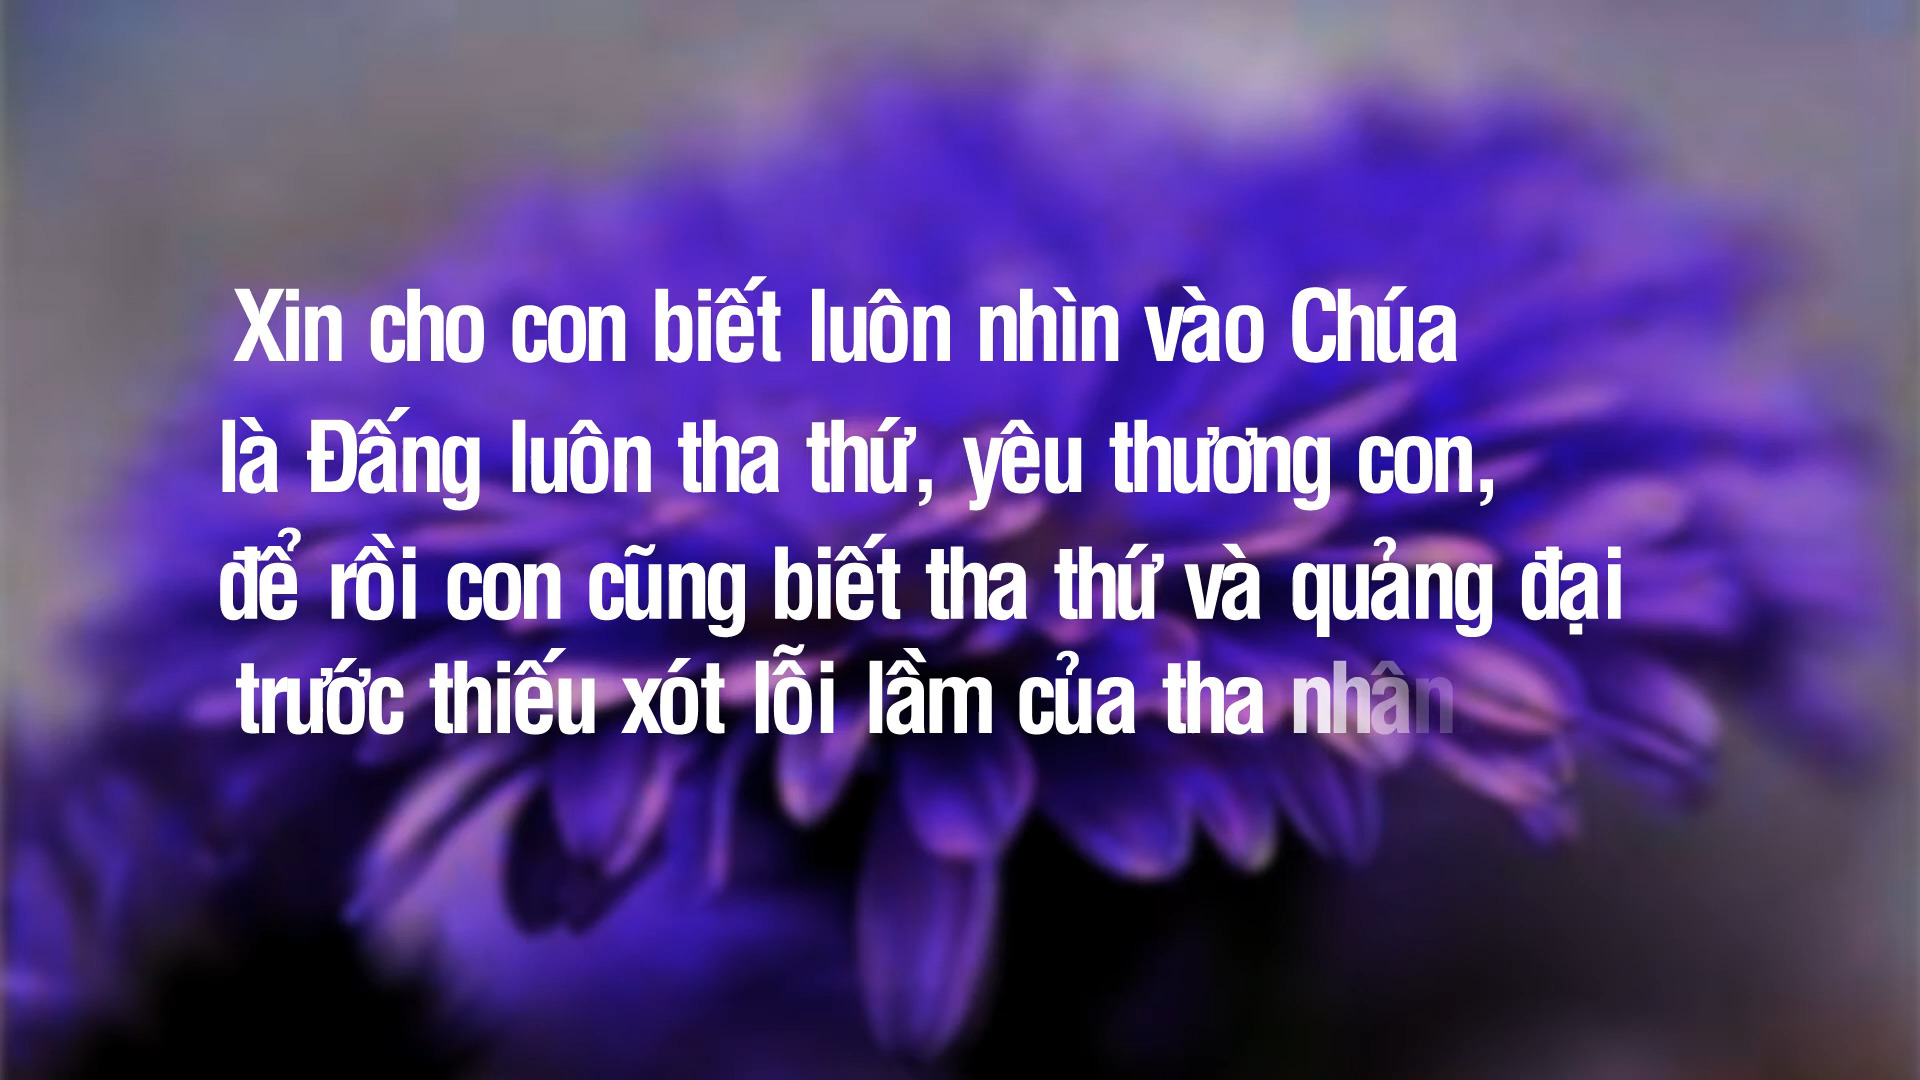 Xin cho con biết luôn nhìn vào Chúa
là Đấng luôn tha thứ, yêu thương con,
để rồi con cũng biết tha thứ và quảng đại
trước thiếu xót lỗi lầm của tha nhân